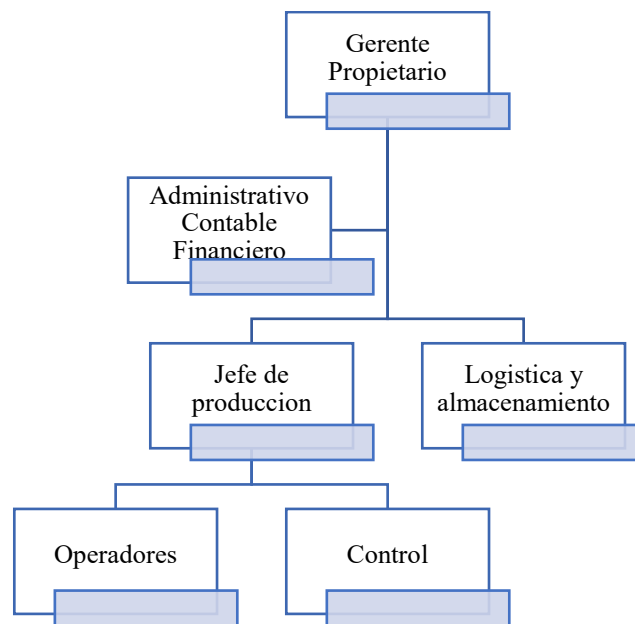 Gerente
Propietario
Administrativo
Contable
Financiero
Jefe de
produccion
Logistica y
almacenamiento
Operadores
Control